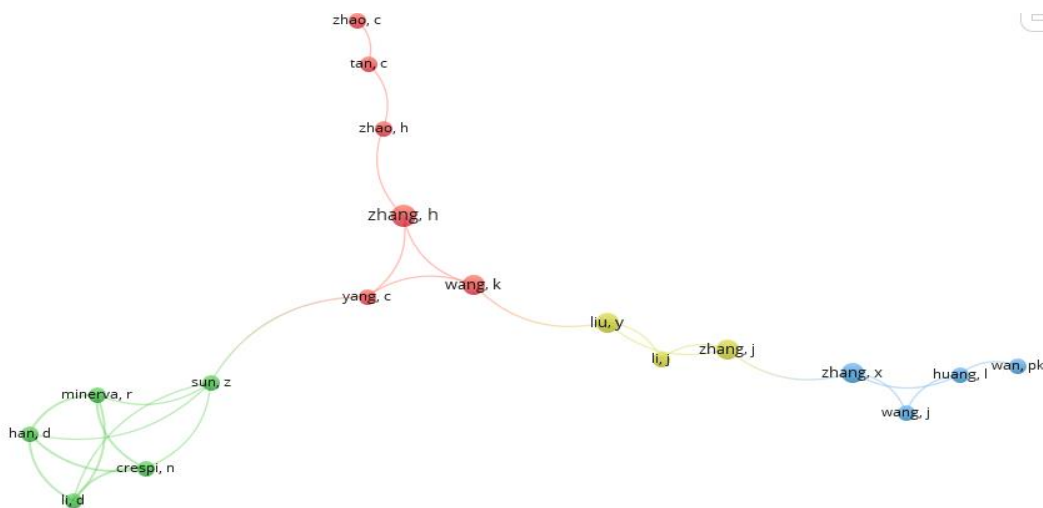 zhao, c
tan, c
zhao, h
zhang, h
wang, k
yang, c
liu, y
li, j
zhang, j
zhang, x
huang, l
wan, pk
wang, j
sun, z
minerva, r
han, d
crespi, n
li, d